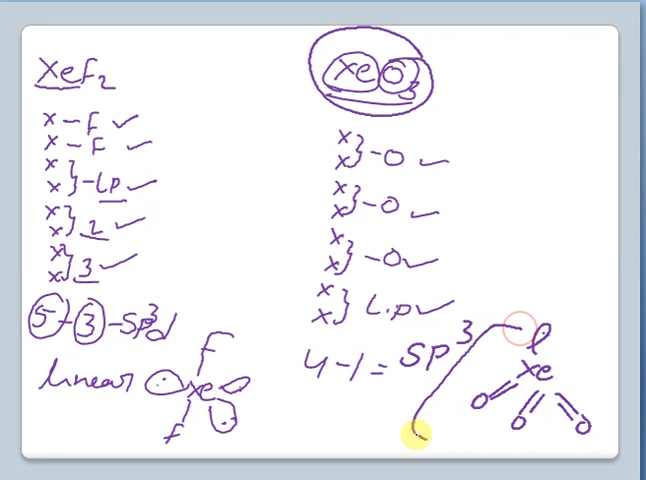 XeF2
x - F ✓
x - F ✓
x
x } - LP ✓
x
x } 2 ✓
x
x } 3 ✓
5 - 3 - SP3d
Linear
F
Xe
F
XeO3
x
x } - O ✓
x
x } - O ✓
x
x } - O ✓
x
x } L.P ✓
4 - 1 = SP3
Xe
O O O